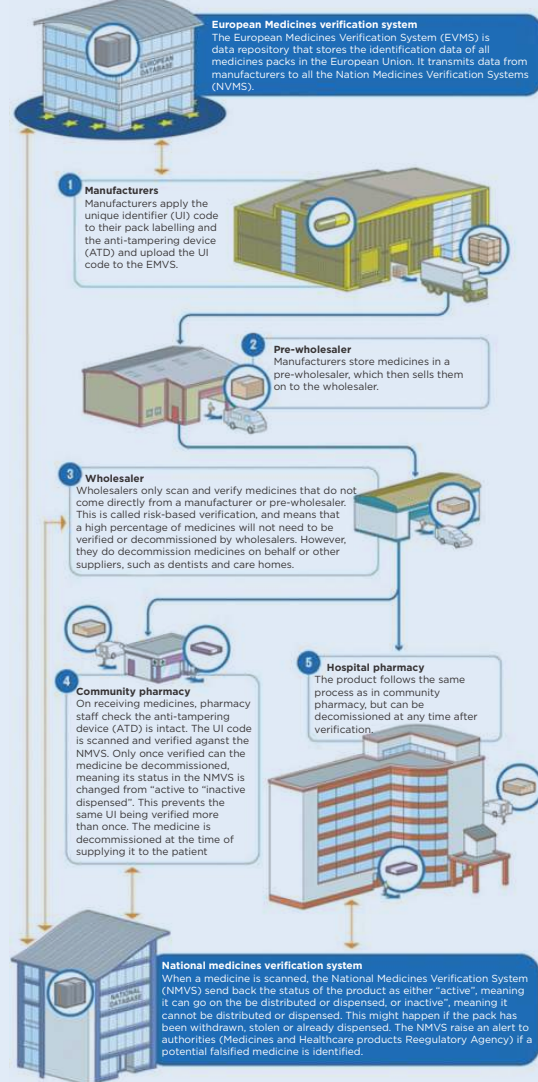 European Medicines verification system
The European Medicines Verification System (EVMS) is
data repository that stores the identification data of all
medicines packs in the European Union. It transmits data from
manufacturers to all the Nation Medicines Verification Systems
(NVMS).
EUROPEAN
DATABASE
1
Manufacturers
Manufacturers apply the
unique identifier (UI) code
to their pack labelling and
the anti-tampering device
(ATD) and upload the UI
code to the EMVS.
2
Pre-wholesaler
Manufacturers store medicines in a
pre-wholesaler, which then sells them
on to the wholesaler.
3
Wholesaler
Wholesalers only scan and verify medicines that do not
come directly from a manufacturer or pre-wholesaler.
This is called risk-based verification, and means that
a high percentage of medicines will not need to be
verified or decommissioned by wholesalers. However,
they do decommission medicines on behalf or other
suppliers, such as dentists and care homes.
4
Community pharmacy
On receiving medicines, pharmacy
staff check the anti-tampering
device (ATD) is intact. The UI code
is scanned and verified aganst the
NMVS. Only once verified can the
medicine be decommissioned,
meaning its status in the NMVS is
changed from “active to “inactive
dispensed”. This prevents the
same UI being verified more
than once. The medicine is
decommissioned at the time of
supplying it to the patient
5
Hospital pharmacy
The product follows the same
process as in community
pharmacy, but can be
decomissioned at any time after
verification.
NATIONAL
DATABASE
National medicines verification system
When a medicine is scanned, the National Medicines Verification System
(NMVS) send back the status of the product as either “active”, meaning
it can go on the be distributed or dispensed, or inactive”, meaning it
cannot be distributed or dispensed. This might happen if the pack has
been withdrawn, stolen or already dispensed. The NMVS raise an alert to
authorities (Medicines and Healthcare products Reegulatory Agency) if a
potential falsified medicine is identified.